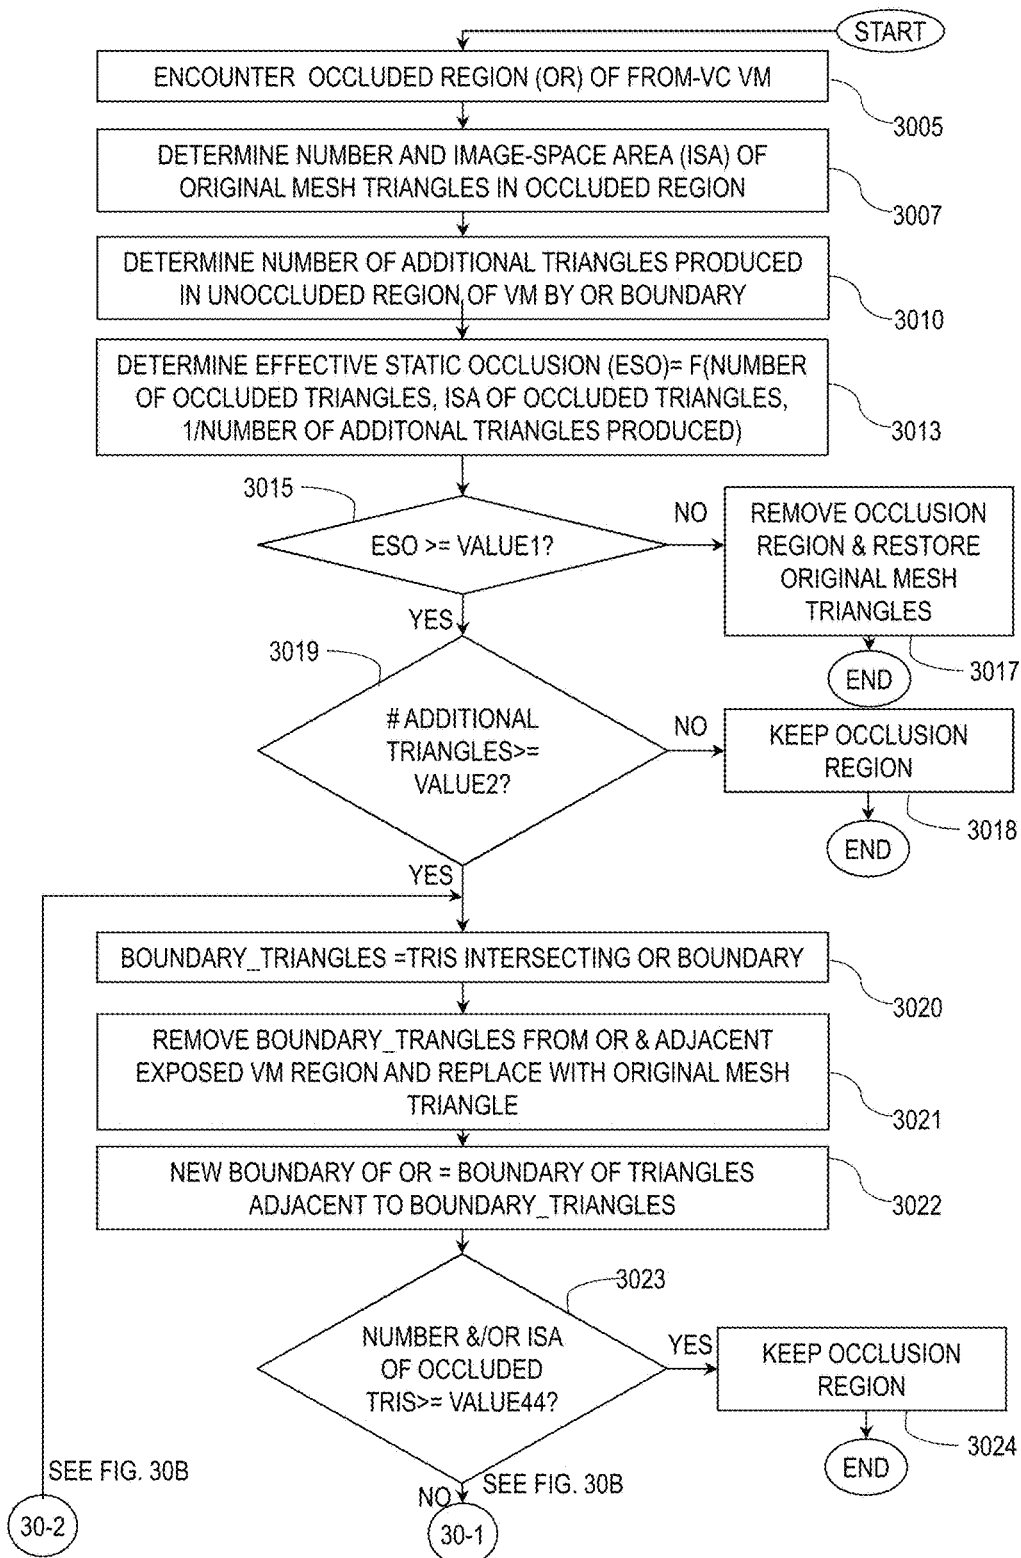 START
ENCOUNTER OCCLUDED REGION (OR) OF FROM-VC VM
3005
DETERMINE NUMBER AND IMAGE-SPACE AREA (ISA) OF
ORIGINAL MESH TRIANGLES IN OCCLUDED REGION
3007
DETERMINE NUMBER OF ADDITIONAL TRIANGLES PRODUCED
IN UNOCCLUDED REGION OF VM BY OR BOUNDARY
3010
DETERMINE EFFECTIVE STATIC OCCLUSION (ESO)= F(NUMBER
OF OCCLUDED TRIANGLES, ISA OF OCCLUDED TRIANGLES,
1/NUMBER OF ADDITONAL TRIANGLES PRODUCED)
3013
3015
ESO >= VALUE1?
NO
REMOVE OCCLUSION
REGION & RESTORE
ORIGINAL MESH
TRIANGLES
3017
END
YES
3019
# ADDITIONAL
TRIANGLES>=
VALUE2?
NO
KEEP OCCLUSION
REGION
3018
END
YES
BOUNDARY_TRIANGLES =TRIS INTERSECTING OR BOUNDARY
3020
REMOVE BOUNDARY_TRANGLES FROM OR & ADJACENT
EXPOSED VM REGION AND REPLACE WITH ORIGINAL MESH
TRIANGLE
3021
NEW BOUNDARY OF OR = BOUNDARY OF TRIANGLES
ADJACENT TO BOUNDARY_TRIANGLES
3022
3023
NUMBER &/OR ISA
OF OCCLUDED
TRIS>= VALUE44?
YES
KEEP OCCLUSION
REGION
3024
END
SEE FIG. 30B
30-2
NO
SEE FIG. 30B
30-1